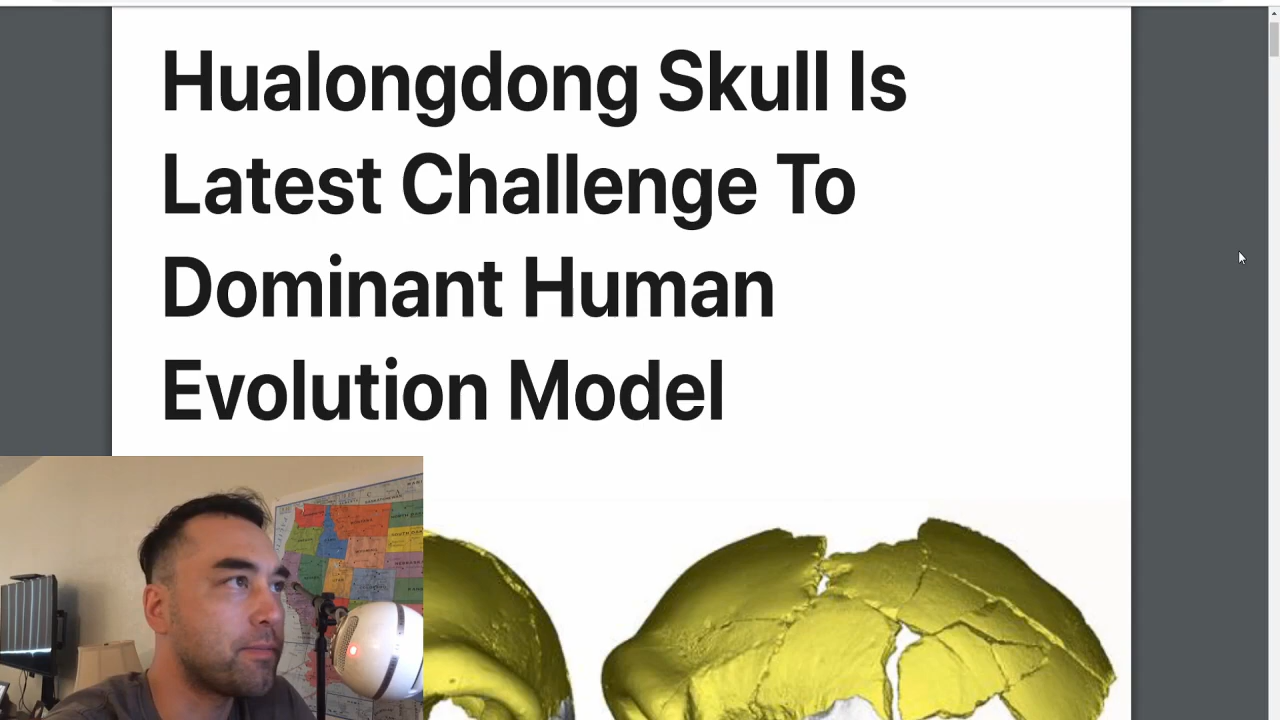 Hualongdong Skull Is
Latest Challenge To
Dominant Human
Evolution Model